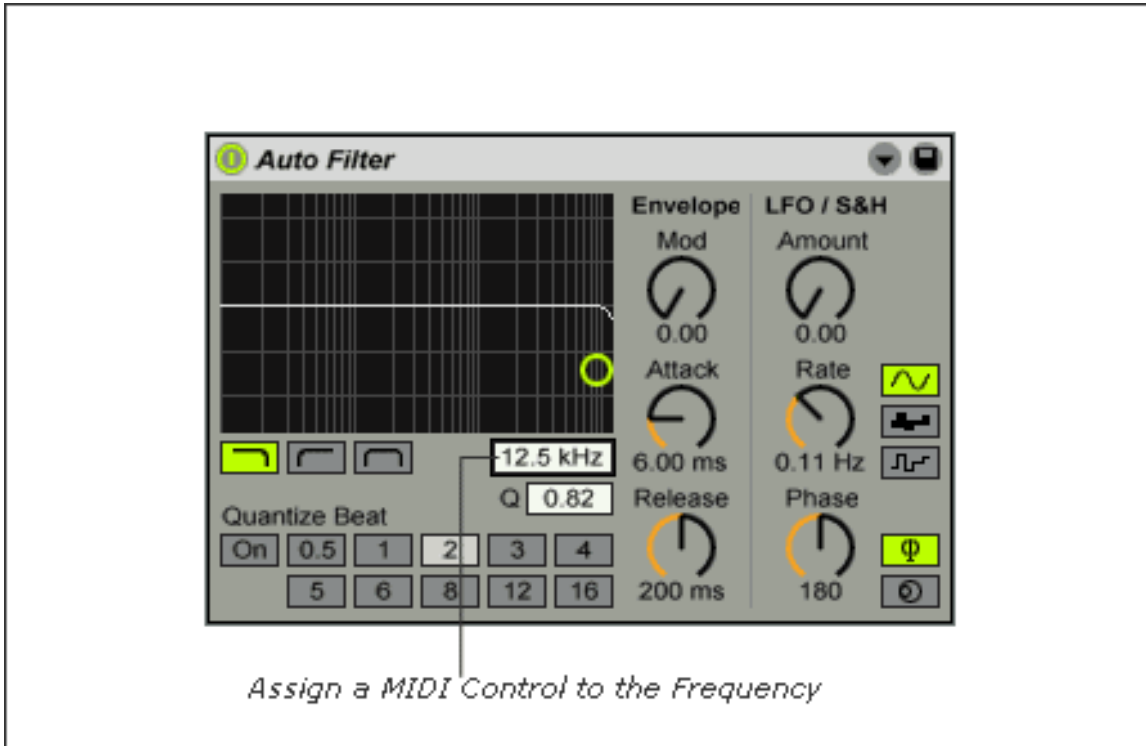 Auto Filter
Envelope LFO / S&H
Mod Amount
0.00 0.00
Attack Rate
12.5 kHz 6.00 ms 0.11 Hz
Q 0.82 Release Phase
Quantize Beat
On 0.5 1 2 3 4
5 6 8 12 16 200 ms 180
Φ
Assign a MIDI Control to the Frequency